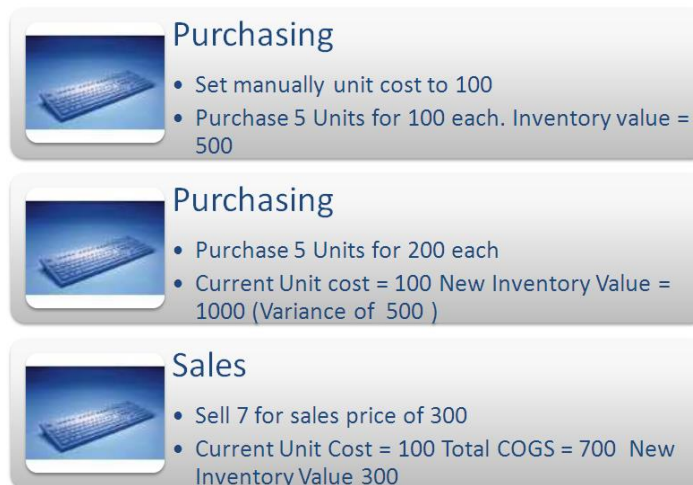 Purchasing
• Set manually unit cost to 100
• Purchase 5 Units for 100 each. Inventory value =
500
Purchasing
• Purchase 5 Units for 200 each
• Current Unit cost = 100 New Inventory Value =
1000 (Variance of 500 )
Sales
• Sell 7 for sales price of 300
• Current Unit Cost = 100 Total COGS = 700 New
Inventory Value 300